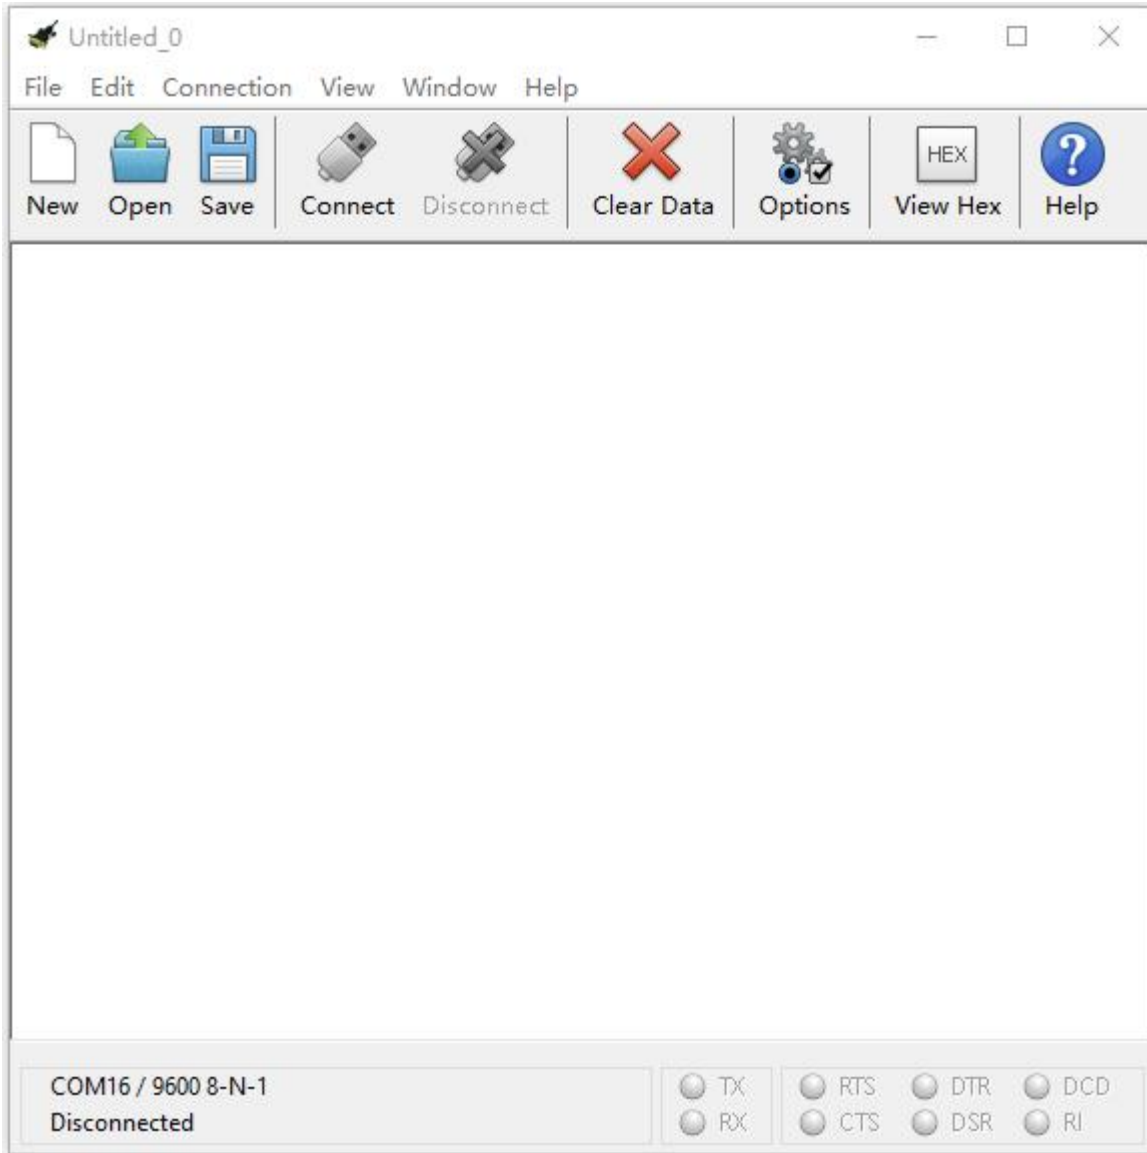 Untitled_0
File Edit Connection View Window Help
HEX
New Open Save Connect Disconnect Clear Data Options View Hex Help
COM16 / 9600 8-N-1
Disconnected
TX RTS DTR DCD
RX CTS DSR RI